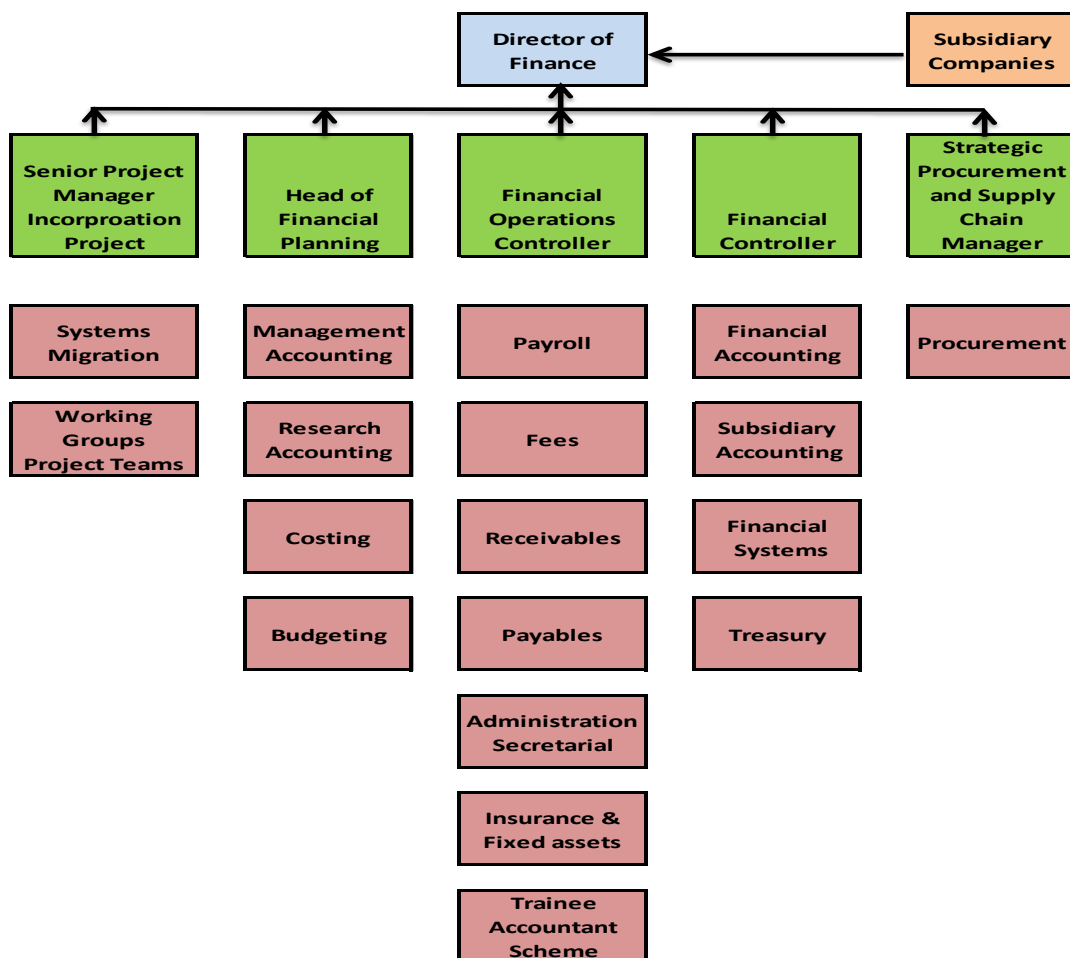 Director of
Finance
Subsidiary
Companies
Senior Project
Manager
Incorproation
Project
Head of
Financial
Planning
Financial
Operations
Controller
Financial
Controller
Strategic
Procurement
and Supply
Chain
Manager
Systems
Migration
Management
Accounting
Payroll
Financial
Accounting
Procurement
Working
Groups
Project Teams
Research
Accounting
Fees
Subsidiary
Accounting
Costing
Receivables
Financial
Systems
Budgeting
Payables
Treasury
Administration
Secretarial
Insurance &
Fixed assets
Trainee
Accountant
Scheme